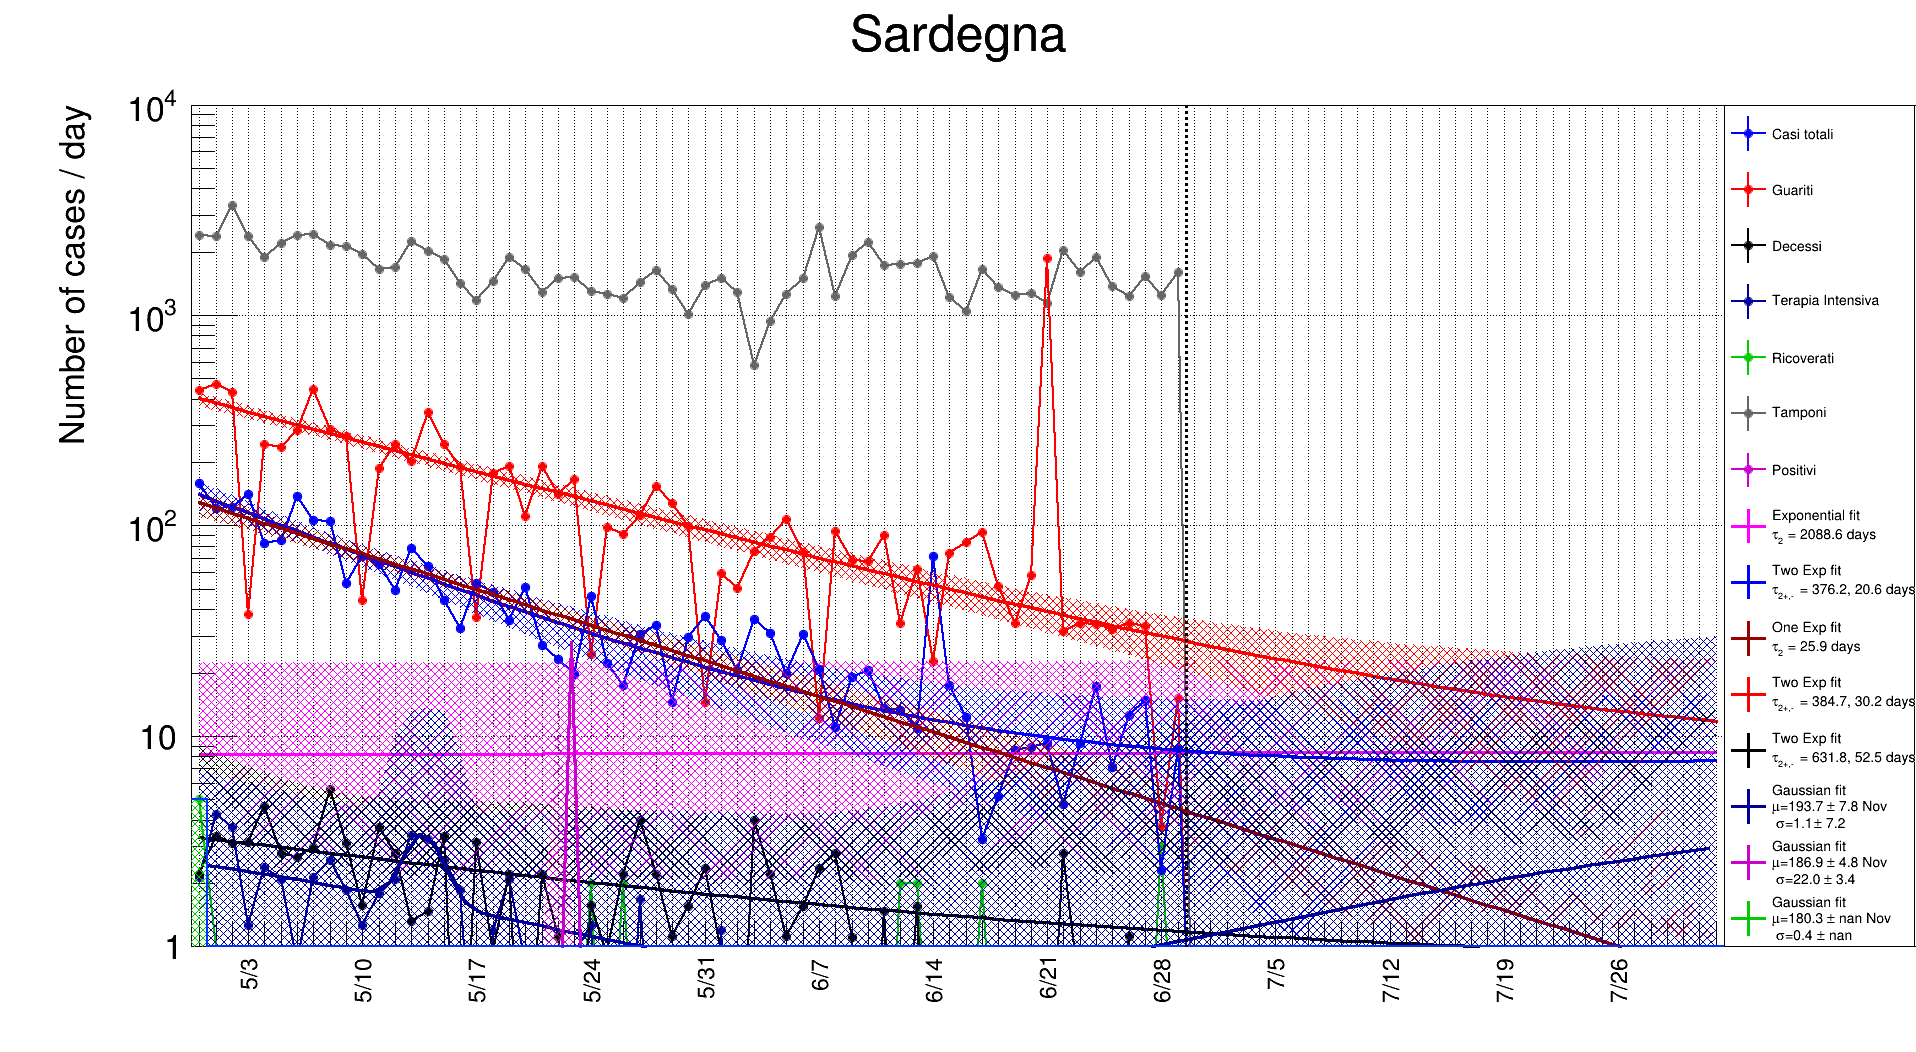 Sardegna
Number of cases / day
10^4
10^3
10^2
10
1
5/3
5/10
5/17
5/24
5/31
6/7
6/14
6/21
6/28
7/5
7/12
7/19
7/26
Casi totali
Guariti
Decessi
Terapia Intensiva
Ricoverati
Tamponi
Positivi
Exponential fit
τ2 = 2088.6 days
Two Exp fit
τ2+,- = 376.2, 20.6 days
One Exp fit
τ2 = 25.9 days
Two Exp fit
τ2+,- = 384.7, 30.2 days
Two Exp fit
τ2+,- = 631.8, 52.5 days
Gaussian fit
μ=193.7 ± 7.8 Nov
σ=1.1 ± 7.2
Gaussian fit
μ=186.9 ± 4.8 Nov
σ=22.0 ± 3.4
Gaussian fit
μ=180.3 ± nan Nov
σ=0.4 ± nan